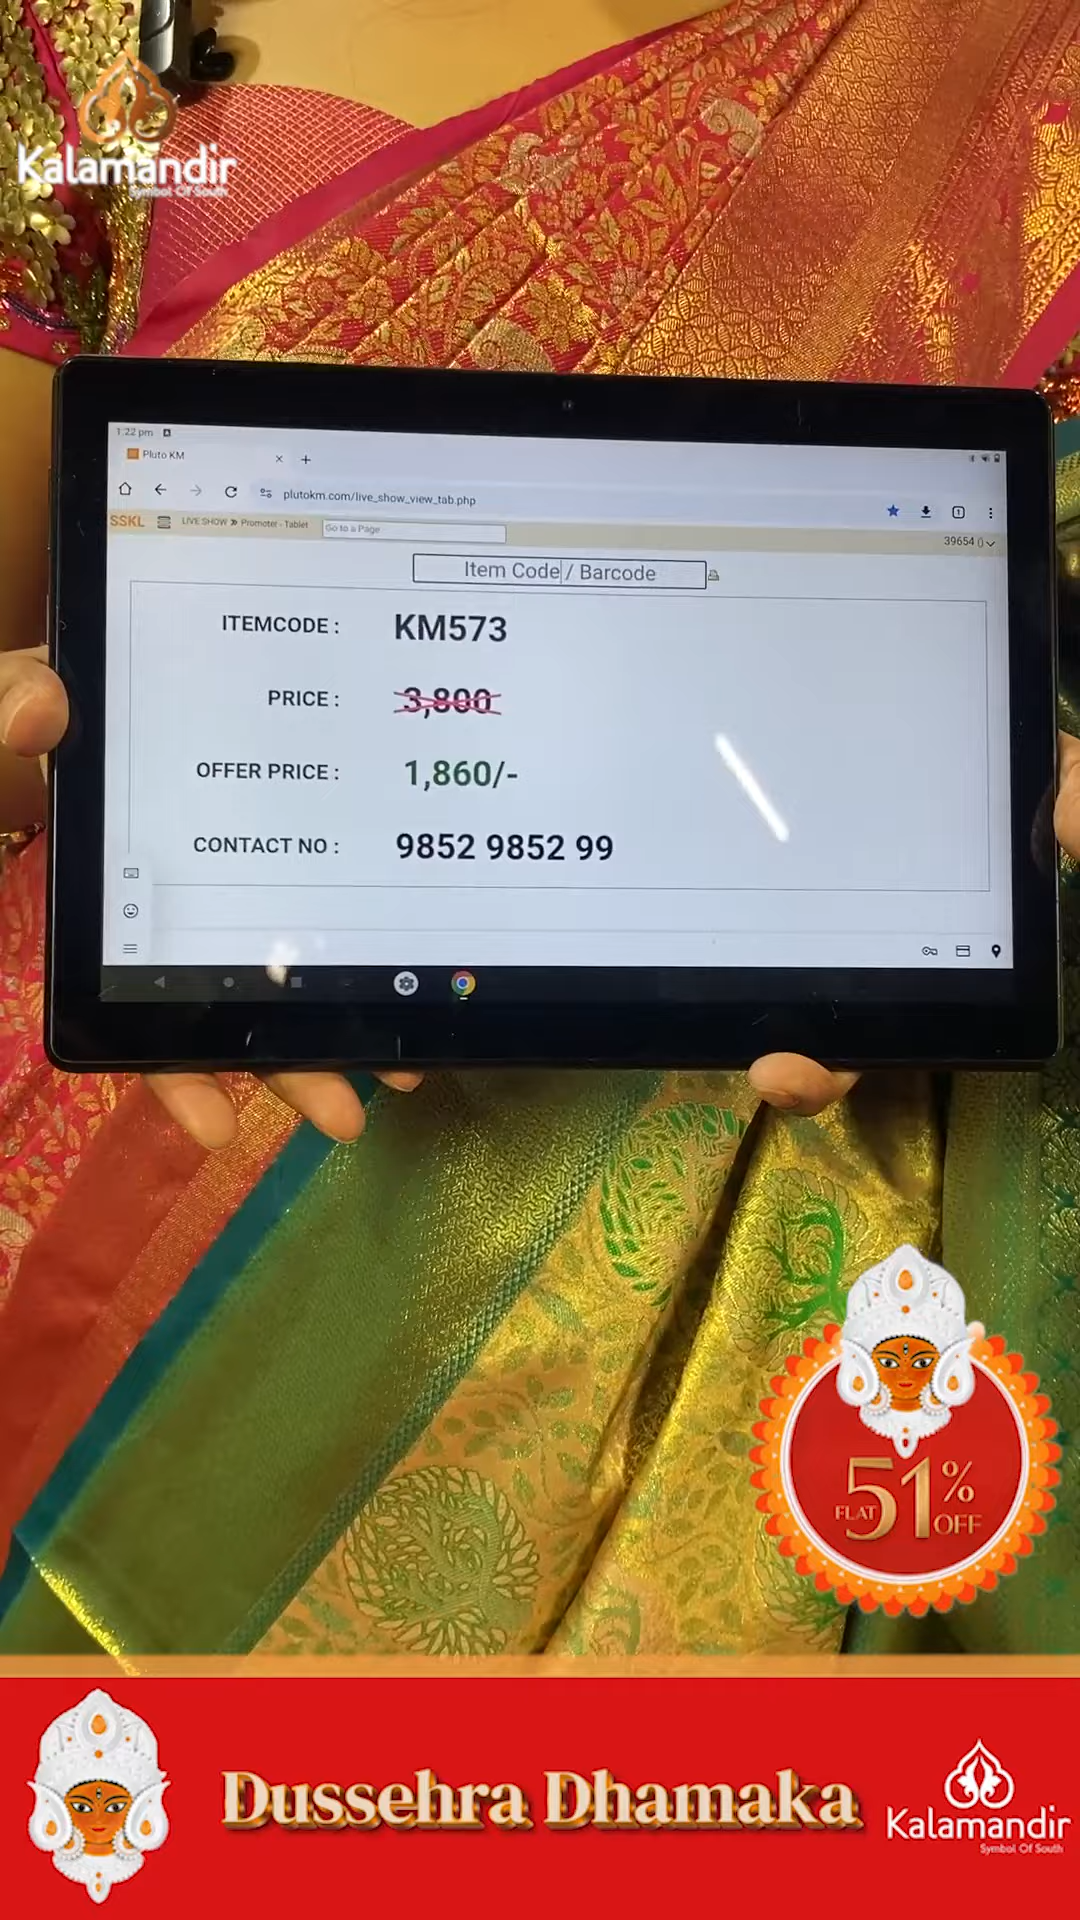 Kalamandir
Symbol Of South
1:22 pm
Pluto KM
plutokm.com/live_show_view_tab.php
SSKL
LIVE SHOW » Promoter - Tablet
Go to a Page
39654 ()
Item Code / Barcode
ITEMCODE : KM573
PRICE : 3,800
OFFER PRICE : 1,860/-
CONTACT NO : 9852 9852 99
FLAT 51% OFF
Dussehra Dhamaka
Kalamandir
Symbol Of South